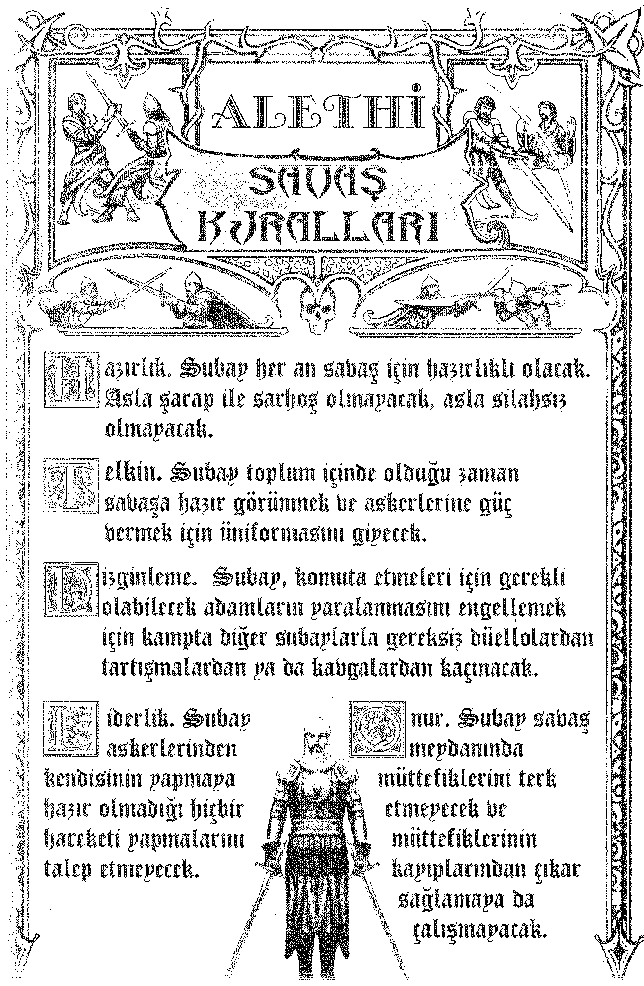 ALETHİ
SAVAŞ
KURALLARI
Hazırlık. Subay her an savaş için hazırlıklı olacak.
Asla şarap ile sarhoş olmayacak, asla silahsız
olmayacak.
Telkin. Subay toplum içinde olduğu zaman
savaşa hazır görünmek ve askerlerine güç
vermek için üniformasını giyecek.
Dizginleme. Subay, komuta etmeleri için gerekli
olabilecek adamların yaralanmasını engellemek
için kampta diğer subaylarla gereksiz düellolardan
tartışmalardan ya da kavgalardan kaçınacak.
Liderlik. Subay
askerlerinden
kendisinin yapmaya
hazır olmadığı hiçbir
hareketi yapmalarını
talep etmeyecek.
Onur. Subay savaş
meydanında
müttefiklerini terk
etmeyecek ve
müttefiklerinin
kayıplarından çıkar
sağlamaya da
çalışmayacak.